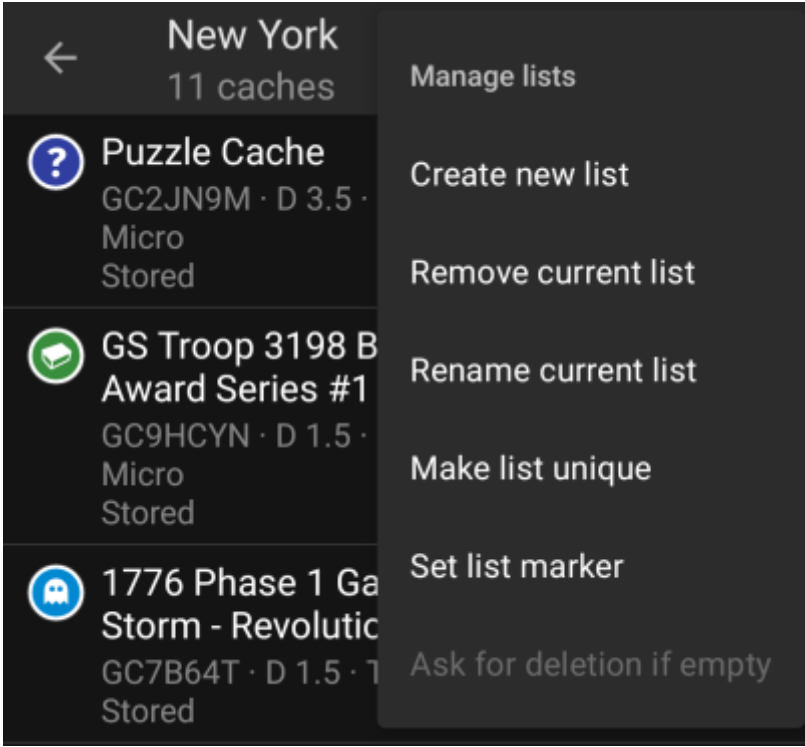 New York
11 caches
Puzzle Cache
GC2JN9M · D 3.5 ·
Micro
Stored
GS Troop 3198 B
Award Series #1
GC9HCYN · D 1.5 ·
Micro
Stored
1776 Phase 1 Ga
Storm - Revolutic
GC7B64T · D 1.5 · T
Stored
Manage lists
Create new list
Remove current list
Rename current list
Make list unique
Set list marker
Ask for deletion if empty